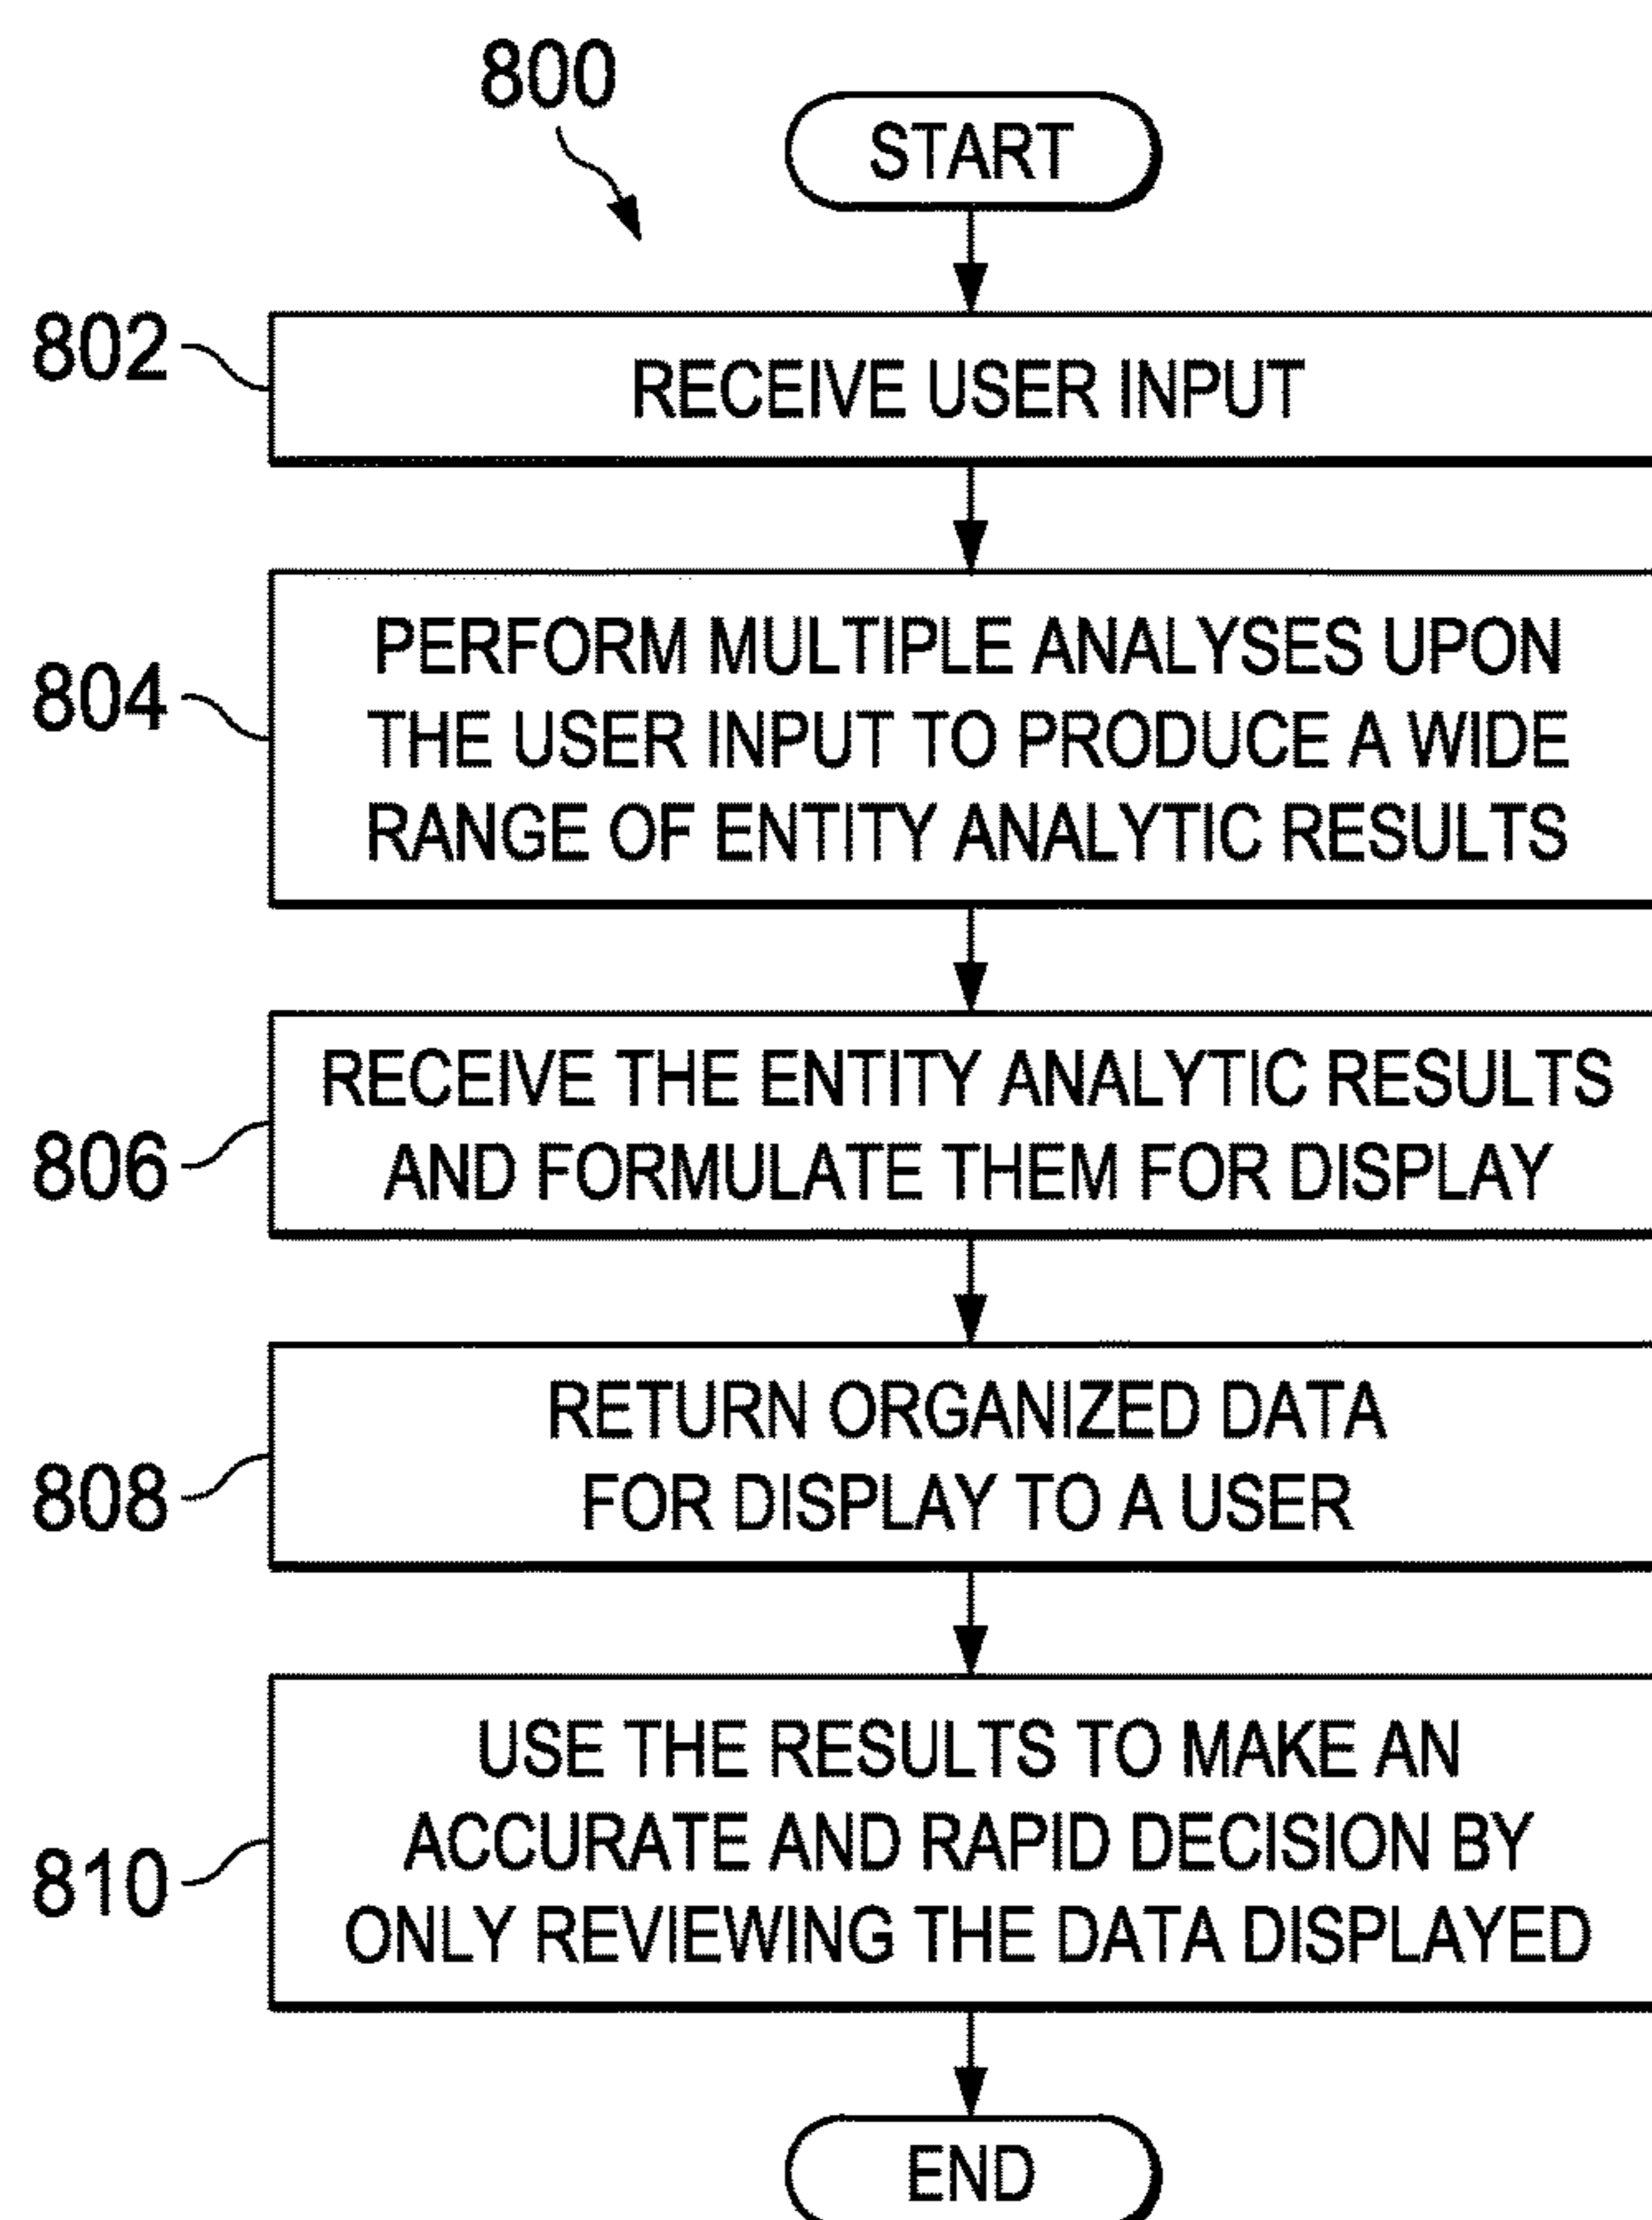 800
START
802
RECEIVE USER INPUT
804
PERFORM MULTIPLE ANALYSES UPON
THE USER INPUT TO PRODUCE A WIDE
RANGE OF ENTITY ANALYTIC RESULTS
806
RECEIVE THE ENTITY ANALYTIC RESULTS
AND FORMULATE THEM FOR DISPLAY
808
RETURN ORGANIZED DATA
FOR DISPLAY TO A USER
810
USE THE RESULTS TO MAKE AN
ACCURATE AND RAPID DECISION BY
ONLY REVIEWING THE DATA DISPLAYED
END